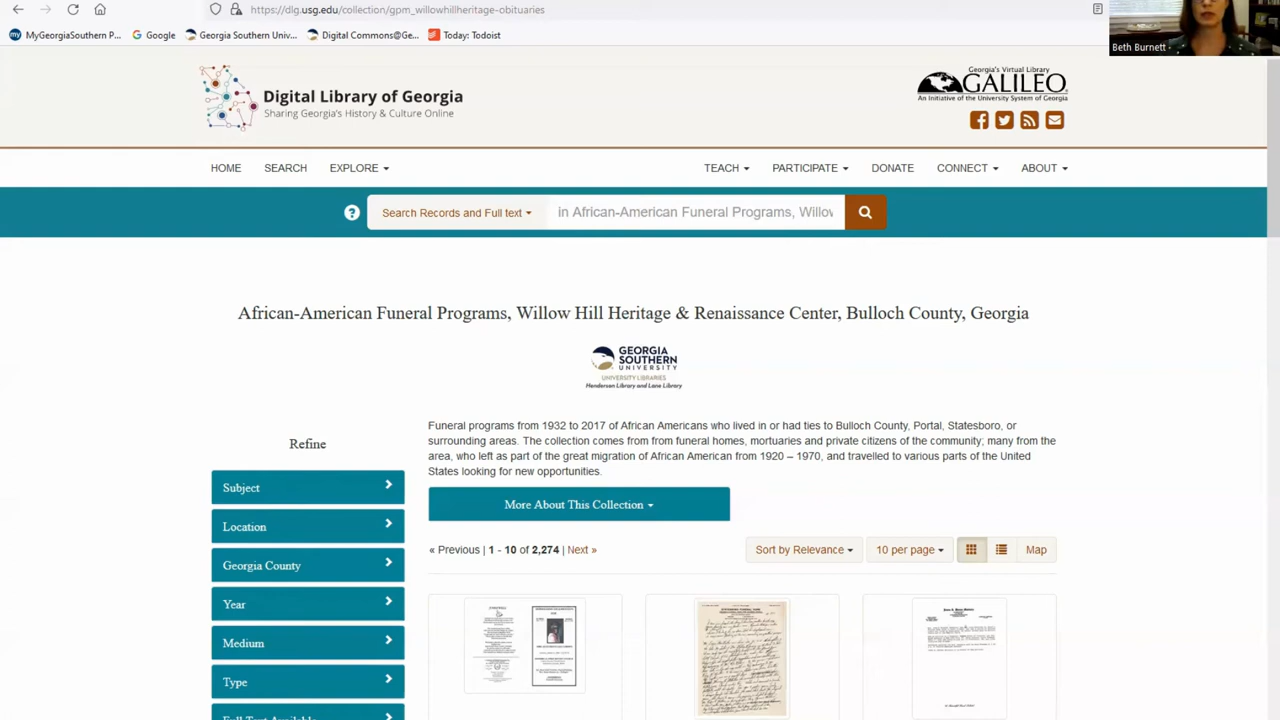 https://dlg.usg.edu/collection/gpm_willowhillheritage-obituaries
MyGeorgiaSouthern P... Google Georgia Southern Univ... Digital Commons@Ge... Today: Todoist
Beth Burnett
Digital Library of Georgia
Sharing Georgia's History & Culture Online
Georgia's Virtual Library
GALILEO
An Initiative of the University System of Georgia
HOME SEARCH EXPLORE TEACH PARTICIPATE DONATE CONNECT ABOUT
? Search Records and Full text in African-American Funeral Programs, Willov
African-American Funeral Programs, Willow Hill Heritage & Renaissance Center, Bulloch County, Georgia
GEORGIA
SOUTHERN
UNIVERSITY
UNIVERSITY LIBRARIES
Henderson Library and Lane Library
Refine
Subject
Location
Georgia County
Year
Medium
Type
Full Text Available
Funeral programs from 1932 to 2017 of African Americans who lived in or had ties to Bulloch County, Portal, Statesboro, or
surrounding areas. The collection comes from from funeral homes, mortuaries and private citizens of the community; many from the
area, who left as part of the great migration of African American from 1920 – 1970, and travelled to various parts of the United
States looking for new opportunities.
More About This Collection
« Previous | 1 - 10 of 2,274 | Next »
Sort by Relevance 10 per page Map